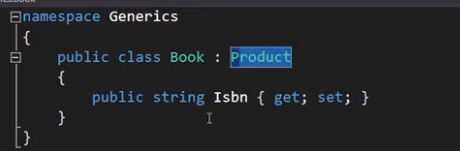 namespace Generics
{
public class Book : Product
{
public string Isbn { get; set; }
}
}